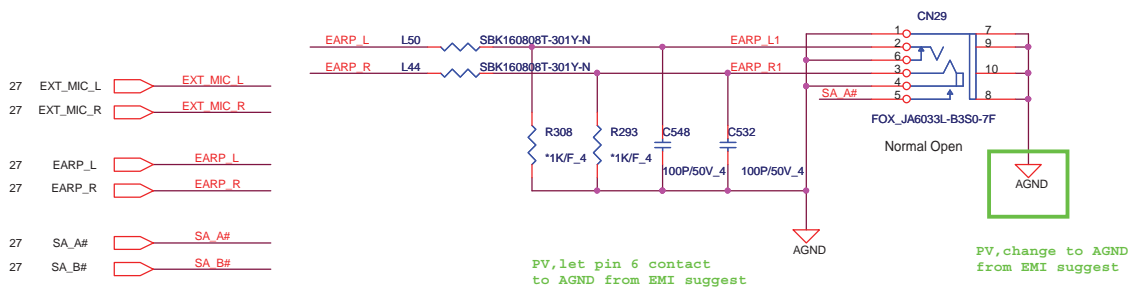 CN29
EARP_L L50 SBK160808T-301Y-N EARP_L1 1 7
2 9
6
EARP_R L44 SBK160808T-301Y-N EARP_R1 3 10
4
SA_A# 5 8
FOX_JA6033L-B3S0-7F
Normal Open
27 EXT_MIC_L EXT_MIC_L
27 EXT_MIC_R EXT_MIC_R
R308 R293 C548 C532
*1K/F_4 *1K/F_4 100P/50V_4 100P/50V_4
27 EARP_L EARP_L
27 EARP_R EARP_R
AGND
27 SA_A# SA_A#
27 SA_B# SA_B#
AGND
PV,let pin 6 contact
to AGND from EMI suggest
PV,change to AGND
from EMI suggest